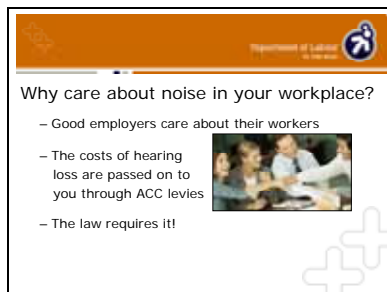 Department of Labour
Why care about noise in your workplace?
– Good employers care about their workers
– The costs of hearing
loss are passed on to
you through ACC levies
– The law requires it!